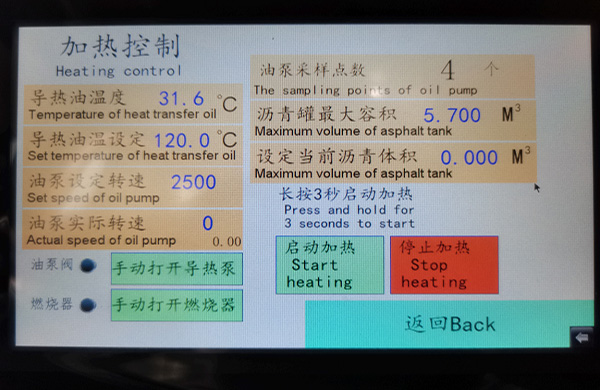 加热控制
Heating control
导热油温度 31.6 °C
Temperature of heat transfer oil
导热油温设定 120.0 °C
Set temperature of heat transfer oil
油泵设定转速 2500
Set speed of oil pump
油泵实际转速 0
Actual speed of oil pump 0.00
油泵阀 手动打开导热泵
燃烧器 手动打开燃烧器
油泵采样点数 4 个
The sampling points of oil pump
沥青罐最大容积 5.700 M³
Maximum volume of asphalt tank
设定当前沥青体积 0.000 M³
Maximum volume of asphalt tank
长按3秒启动加热
Press and hold for
3 seconds to start
启动加热
Start
heating
停止加热
Stop
heating
返回Back